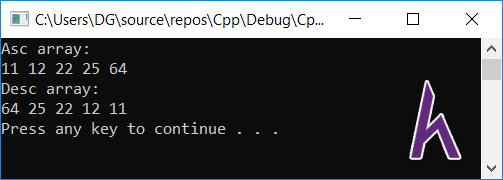 C:\Users\DG\source\repos\Cpp\Debug\Cp...
Asc array:
11 12 22 25 64
Desc array:
64 25 22 12 11
Press any key to continue . . .